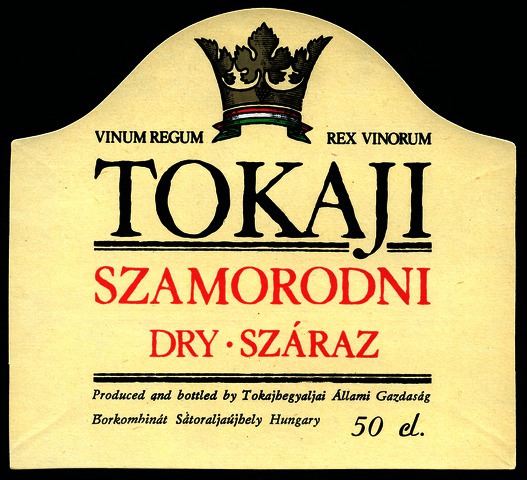 VINUM REGUM REX VINORUM
TOKAJI
SZAMORODNI
DRY · SZÁRAZ
Produced and bottled by Tokajhegyaljai Állami Gazdaság
Borkombinát Sátoraljaújhely Hungary 50 cl.